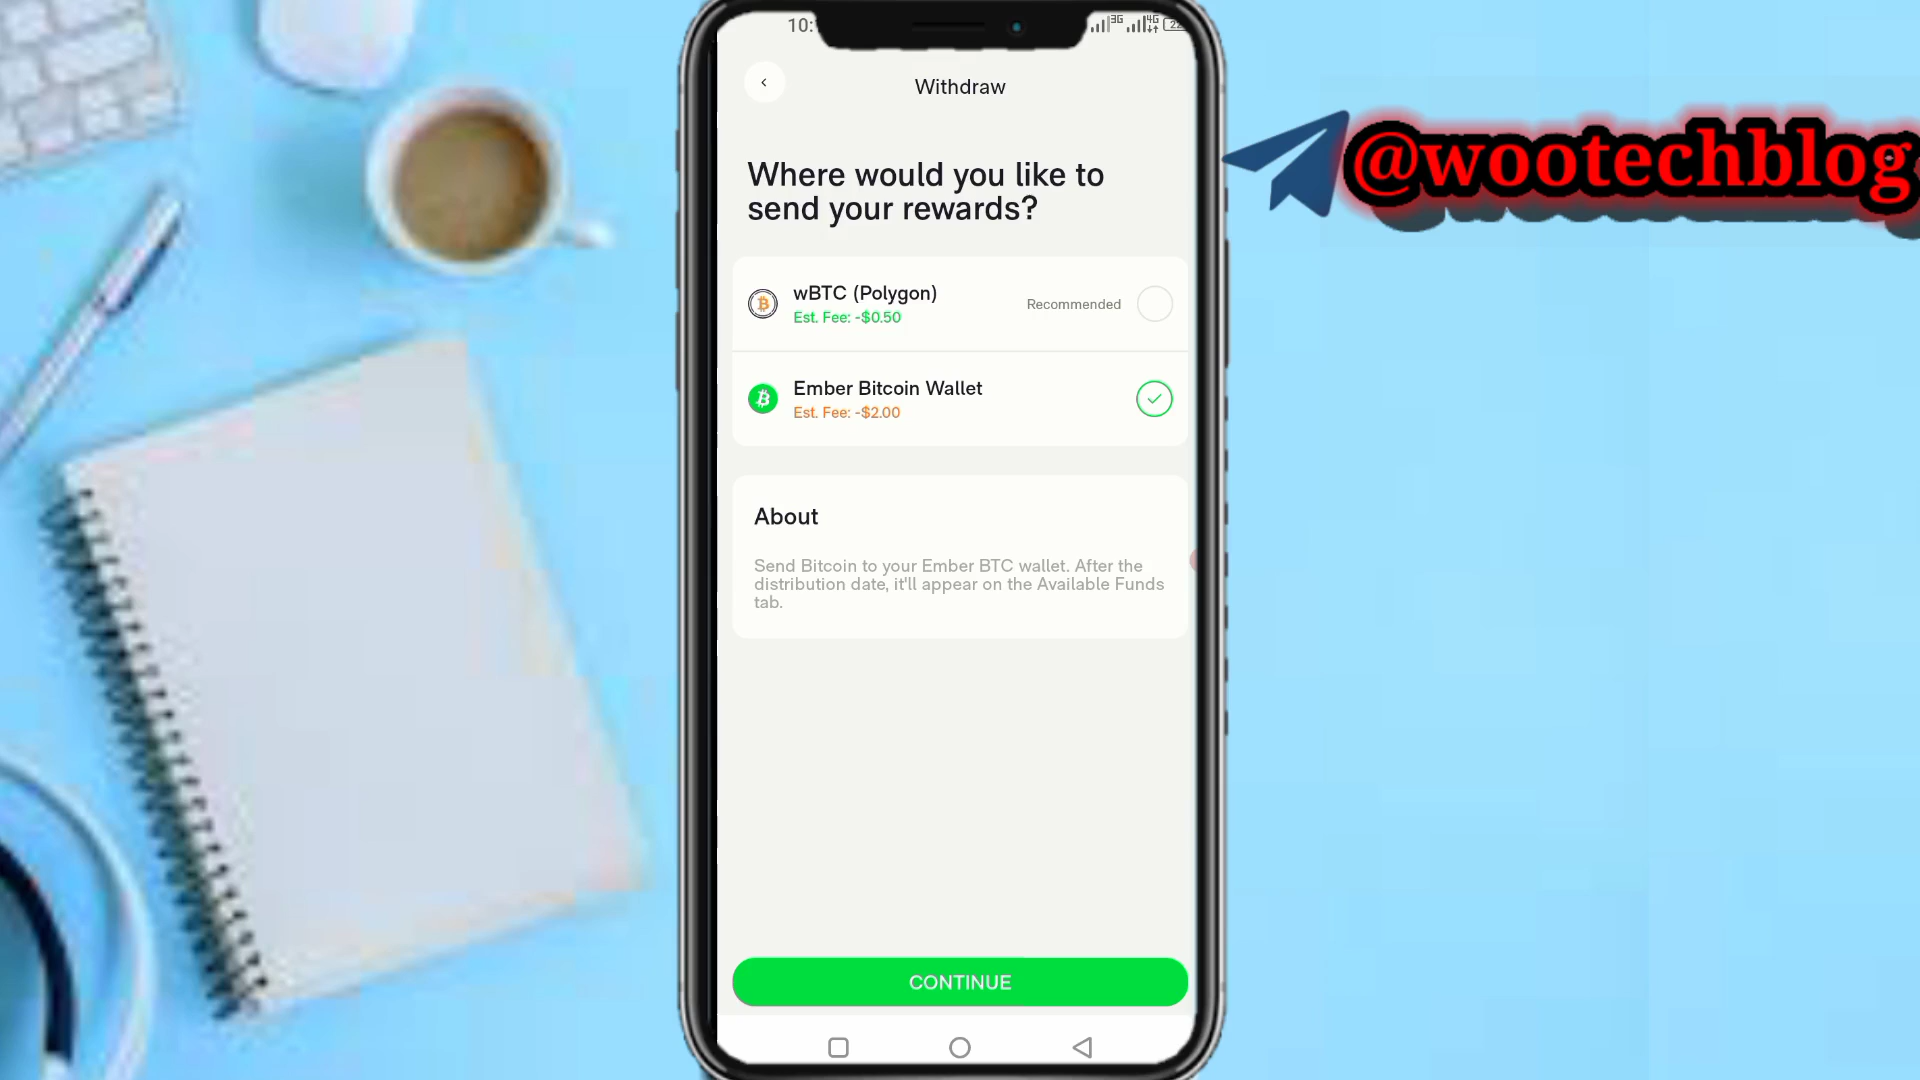 Withdraw
Where would you like to
send your rewards?
wBTC (Polygon)
Est. Fee: -$0.50
Recommended
Ember Bitcoin Wallet
Est. Fee: -$2.00
About
Send Bitcoin to your Ember BTC wallet. After the
distribution date, it'll appear on the Available Funds
tab.
CONTINUE
@wootechblog